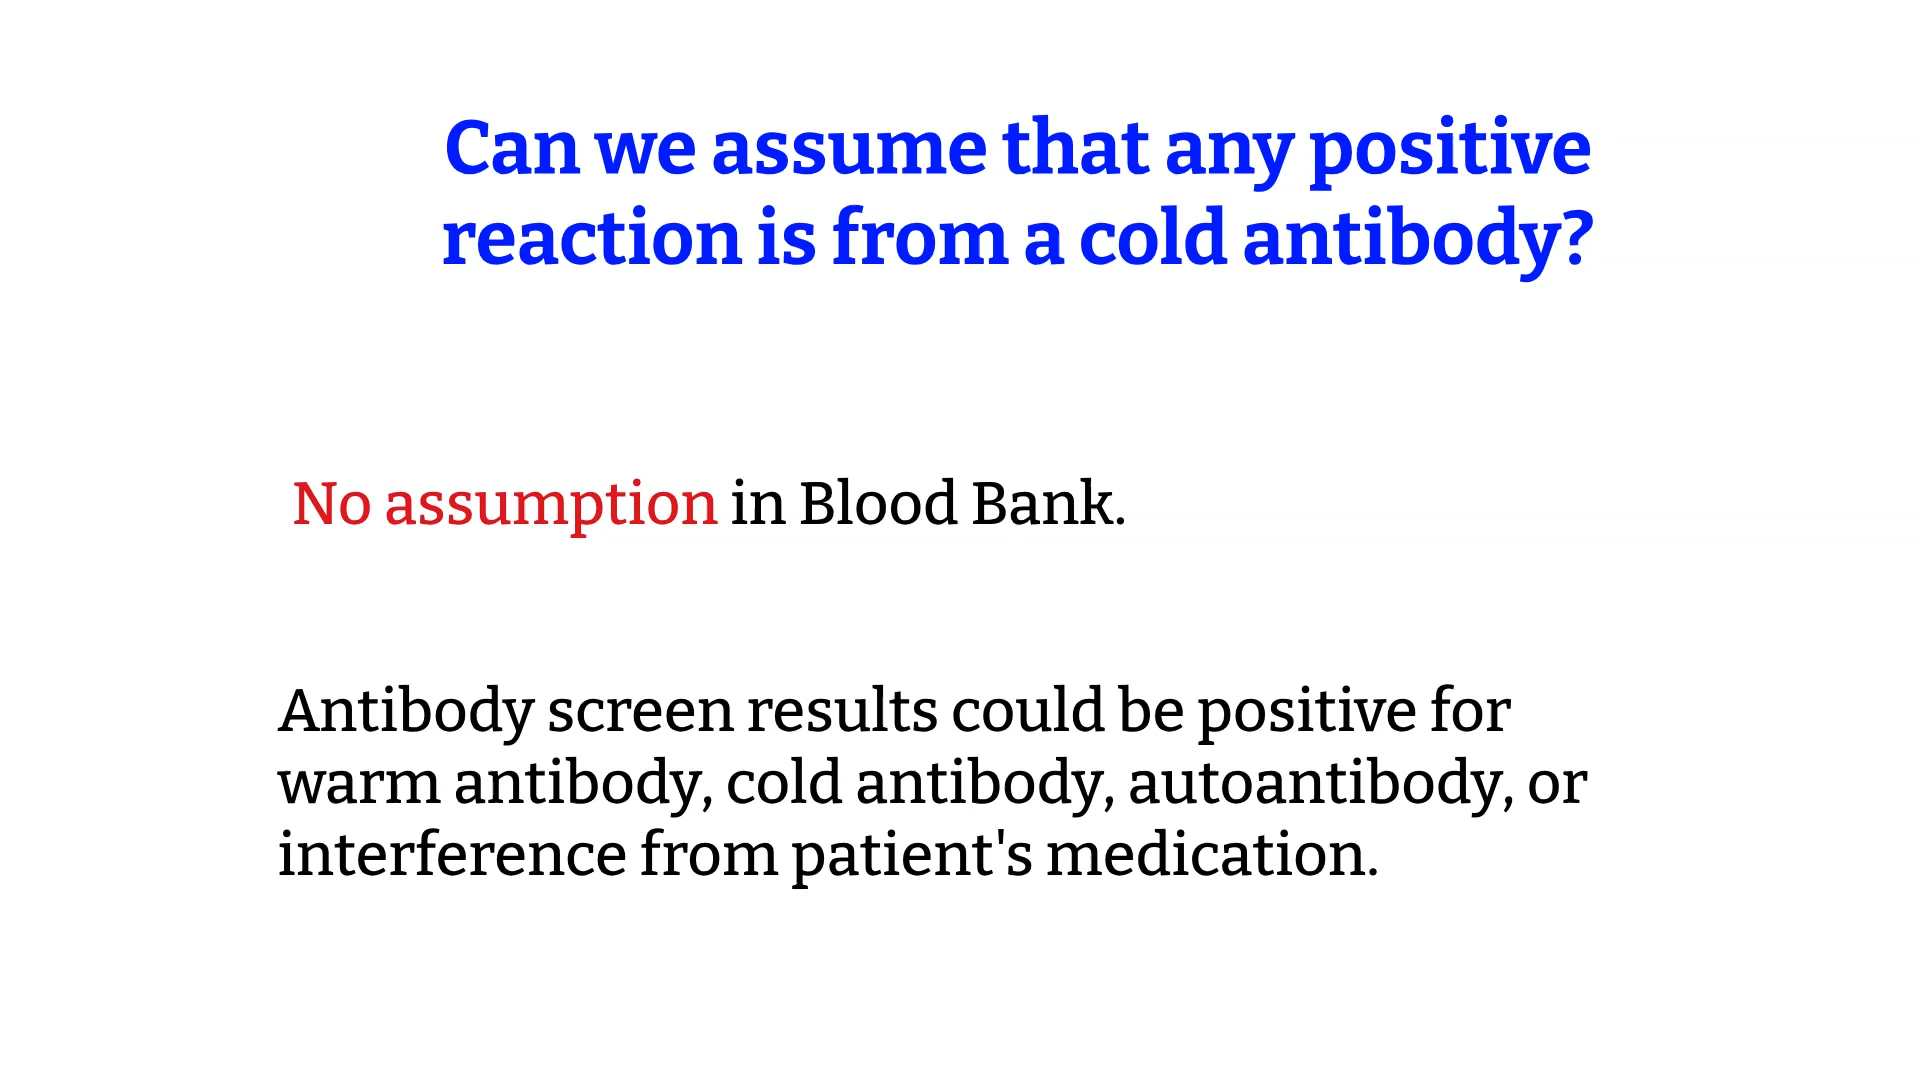 Can we assume that any positive
reaction is from a cold antibody?
No assumption in Blood Bank.
Antibody screen results could be positive for
warm antibody, cold antibody, autoantibody, or
interference from patient's medication.